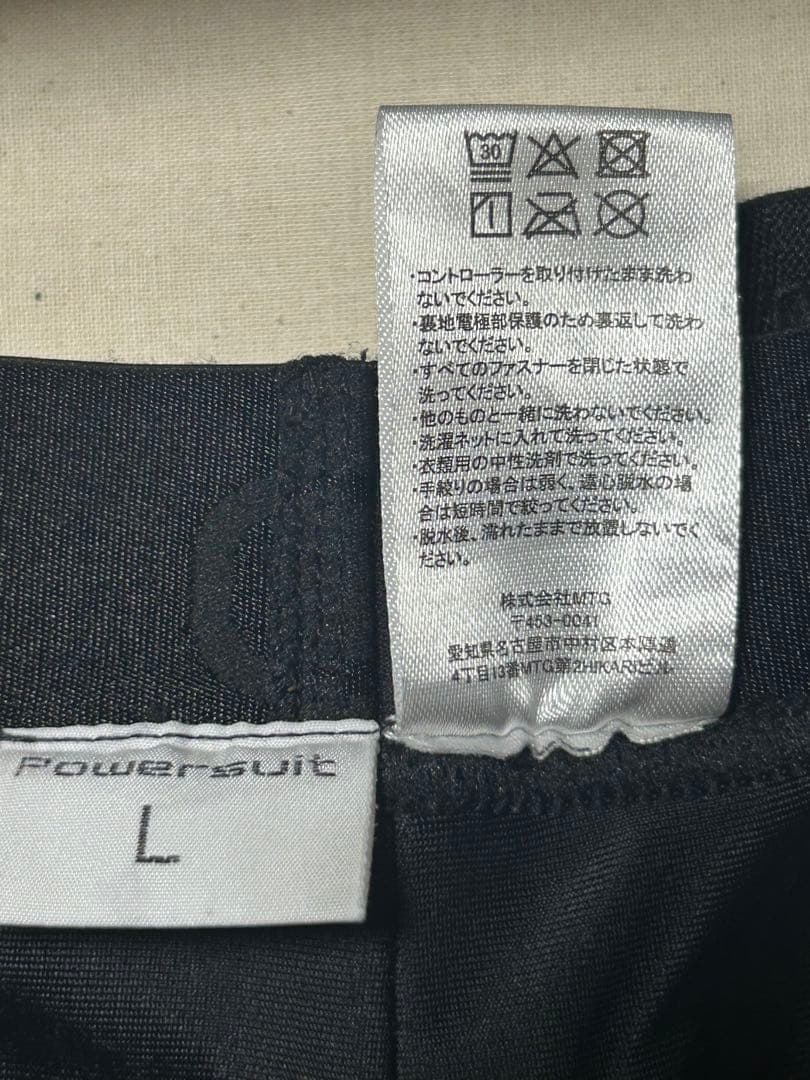 30
・コントローラーを取り付けたまま洗わ
ないでください。
・裏地電極部保護のため裏返して洗わ
ないでください。
・すべてのファスナーを閉じた状態で
洗ってください。
・他のものと一緒に洗わないでください。
・洗濯ネットに入れて洗ってください。
・衣類用の中性洗剤で洗ってください。
・手絞りの場合は弱く、遠心脱水の場
合は短時間で絞ってください。
・脱水後、濡れたままで放置しないでく
ださい。
株式会社MTG
〒453-0041
愛知県名古屋市中村区本陣通
4丁目13番MTG第2HIKARIビル
Powersuit
L